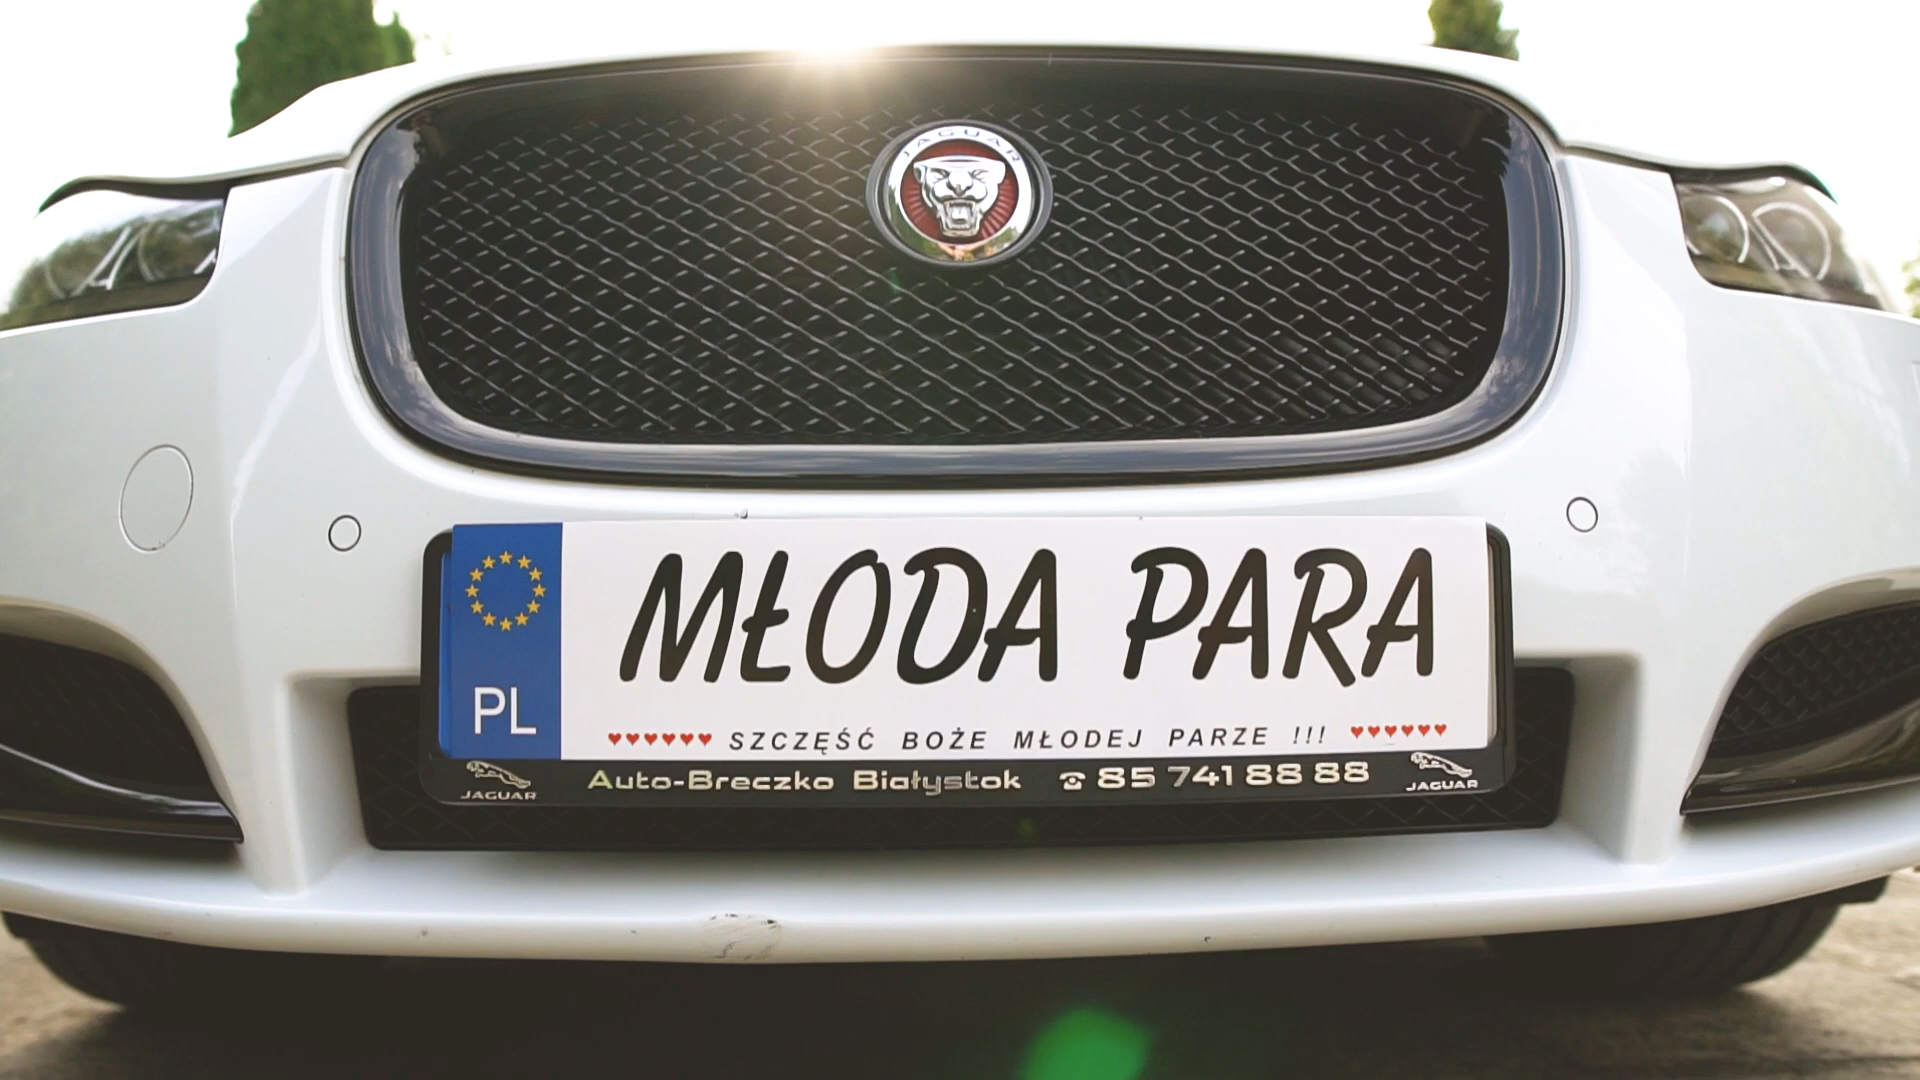 JAGUAR
MŁODA PARA
PL
♥♥♥♥♥♥ SZCZĘŚĆ BOŻE MŁODEJ PARZE !!! ♥♥♥♥♥♥
JAGUAR Auto-Breczko Białystok ☎ 85 741 88 88 JAGUAR